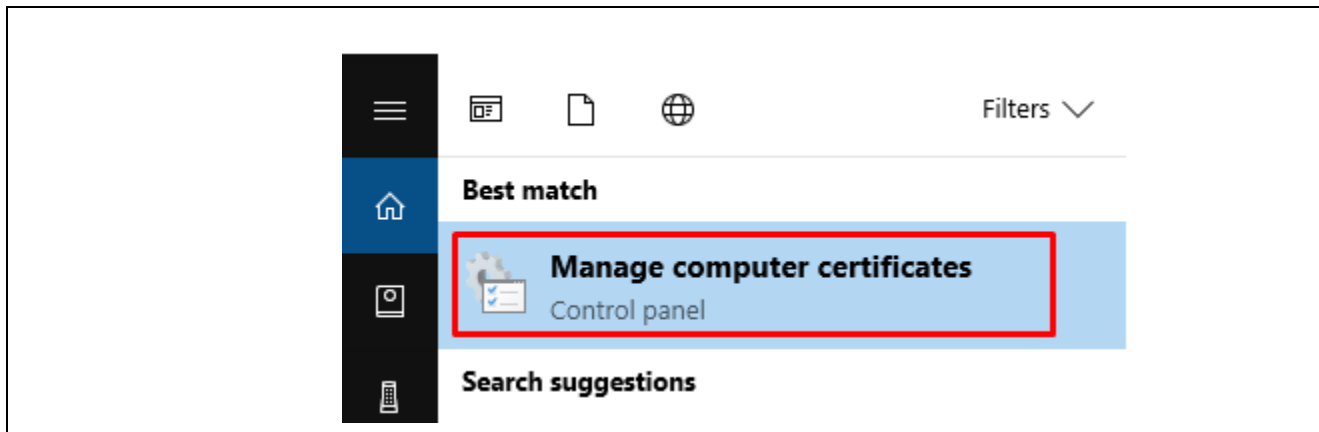 Filters
Best match
Manage computer certificates
Control panel
Search suggestions